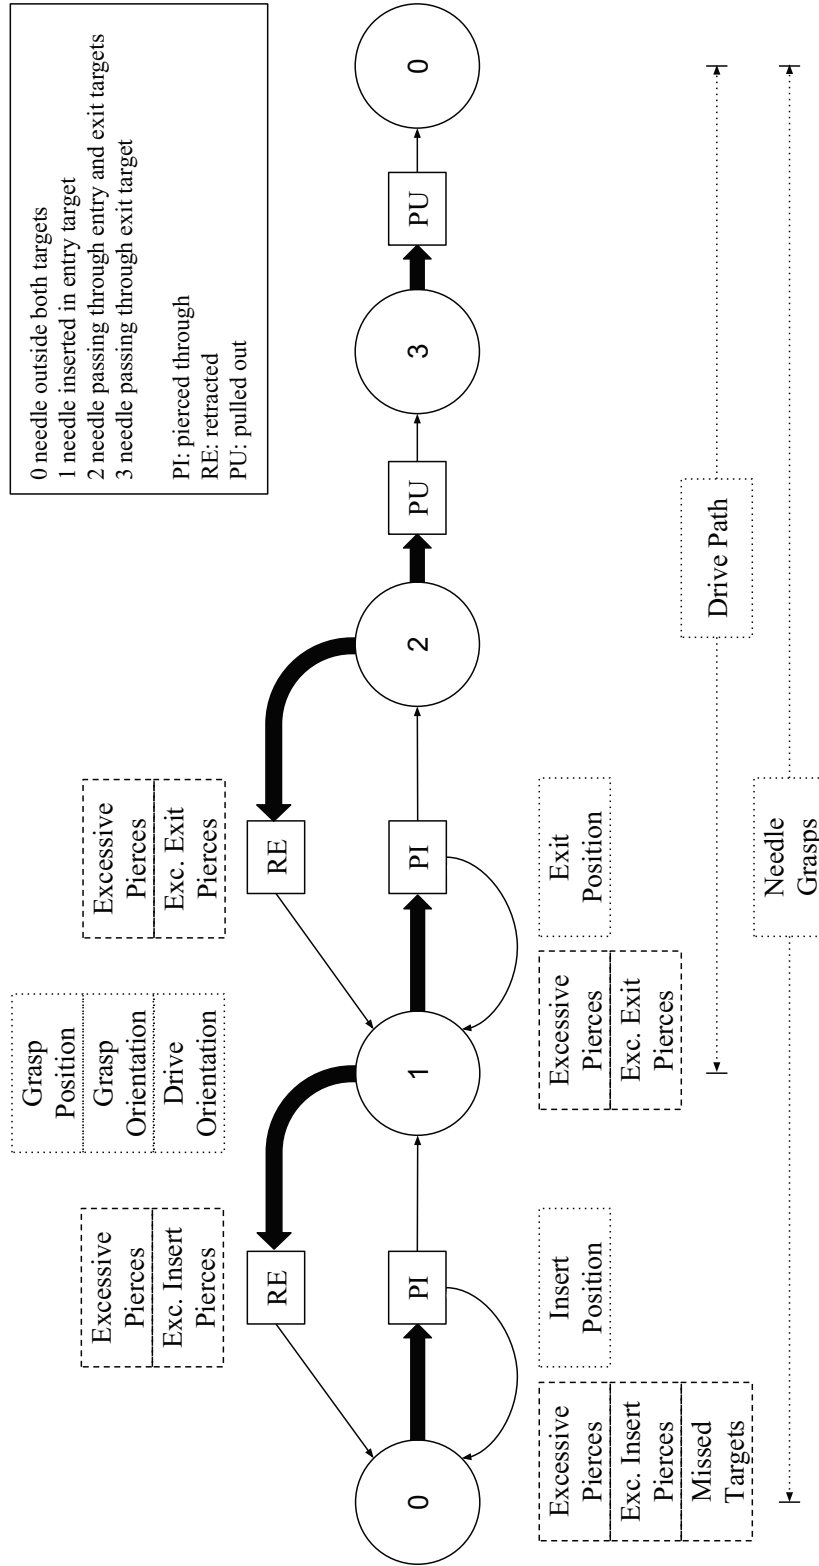 0 needle outside both targets
1 needle inserted in entry target
2 needle passing through entry and exit targets
3 needle passing through exit target
PI: pierced through
RE: retracted
PU: pulled out
Grasp
Position
Grasp
Orientation
Drive
Orientation
Excessive
Pierces
Exc. Insert
Pierces
Excessive
Pierces
Exc. Exit
Pierces
RE
RE
0
PI
1
PI
2
PU
3
PU
0
Excessive
Pierces
Exc. Insert
Pierces
Missed
Targets
Insert
Position
Excessive
Pierces
Exc. Exit
Pierces
Exit
Position
Drive Path
Needle
Grasps